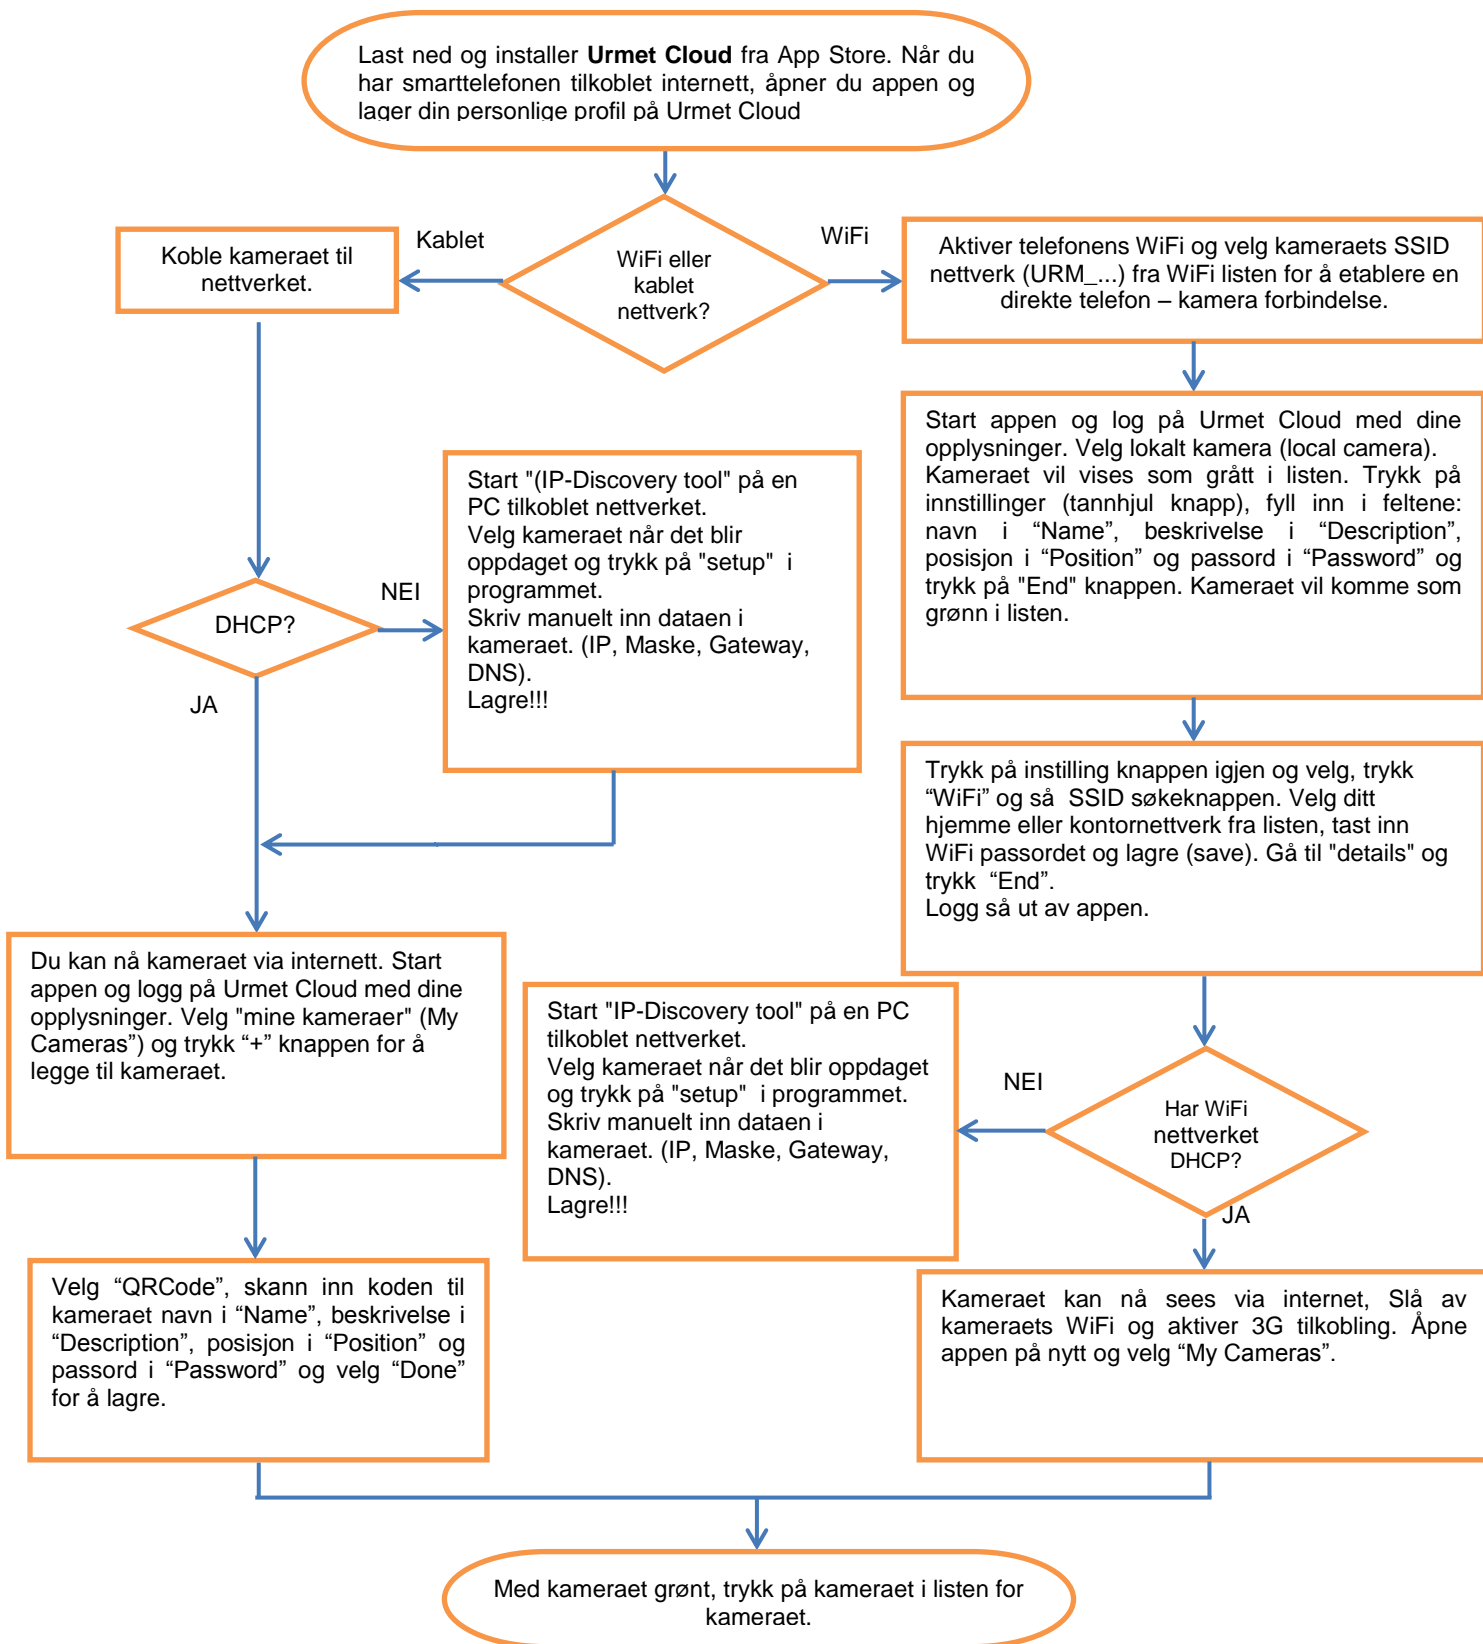 Last ned og installer Urmet Cloud fra App Store. Når du
har smarttelefonen tilkoblet internett, åpner du appen og
lager din personlige profil på Urmet Cloud
Kablet
WiFi
Koble kameraet til
nettverket.
WiFi eller
kablet
nettverk?
Aktiver telefonens WiFi og velg kameraets SSID
nettverk (URM_...) fra WiFi listen for å etablere en
direkte telefon – kamera forbindelse.
Start appen og log på Urmet Cloud med dine
opplysninger. Velg lokalt kamera (local camera).
Kameraet vil vises som grått i listen. Trykk på
innstillinger (tannhjul knapp), fyll inn i feltene:
navn i “Name”, beskrivelse i “Description”,
posisjon i “Position” og passord i “Password” og
trykk på "End" knappen. Kameraet vil komme som
grønn i listen.
Start "(IP-Discovery tool" på en
PC tilkoblet nettverket.
Velg kameraet når det blir
oppdaget og trykk på "setup"  i
programmet.
Skriv manuelt inn dataen i
kameraet. (IP, Maske, Gateway,
DNS).
Lagre!!!
NEI
DHCP?
JA
Trykk på instilling knappen igjen og velg, trykk
“WiFi” og så  SSID søkeknappen. Velg ditt
hjemme eller kontornettverk fra listen, tast inn
WiFi passordet og lagre (save). Gå til "details" og
trykk  “End”.
Logg så ut av appen.
Du kan nå kameraet via internett. Start
appen og logg på Urmet Cloud med dine
opplysninger. Velg "mine kameraer" (My
Cameras”) og trykk “+” knappen for å
legge til kameraet.
Start "IP-Discovery tool" på en PC
tilkoblet nettverket.
Velg kameraet når det blir oppdaget
og trykk på "setup"  i programmet.
Skriv manuelt inn dataen i
kameraet. (IP, Maske, Gateway,
DNS).
Lagre!!!
NEI
Har WiFi
nettverket
DHCP?
JA
Velg “QRCode”, skann inn koden til
kameraet navn i “Name”, beskrivelse i
“Description”, posisjon i “Position” og
passord i “Password” og velg “Done”
for å lagre.
Kameraet kan nå sees via internet, Slå av
kameraets WiFi og aktiver 3G tilkobling. Åpne
appen på nytt og velg “My Cameras”.
Med kameraet grønt, trykk på kameraet i listen for
kameraet.